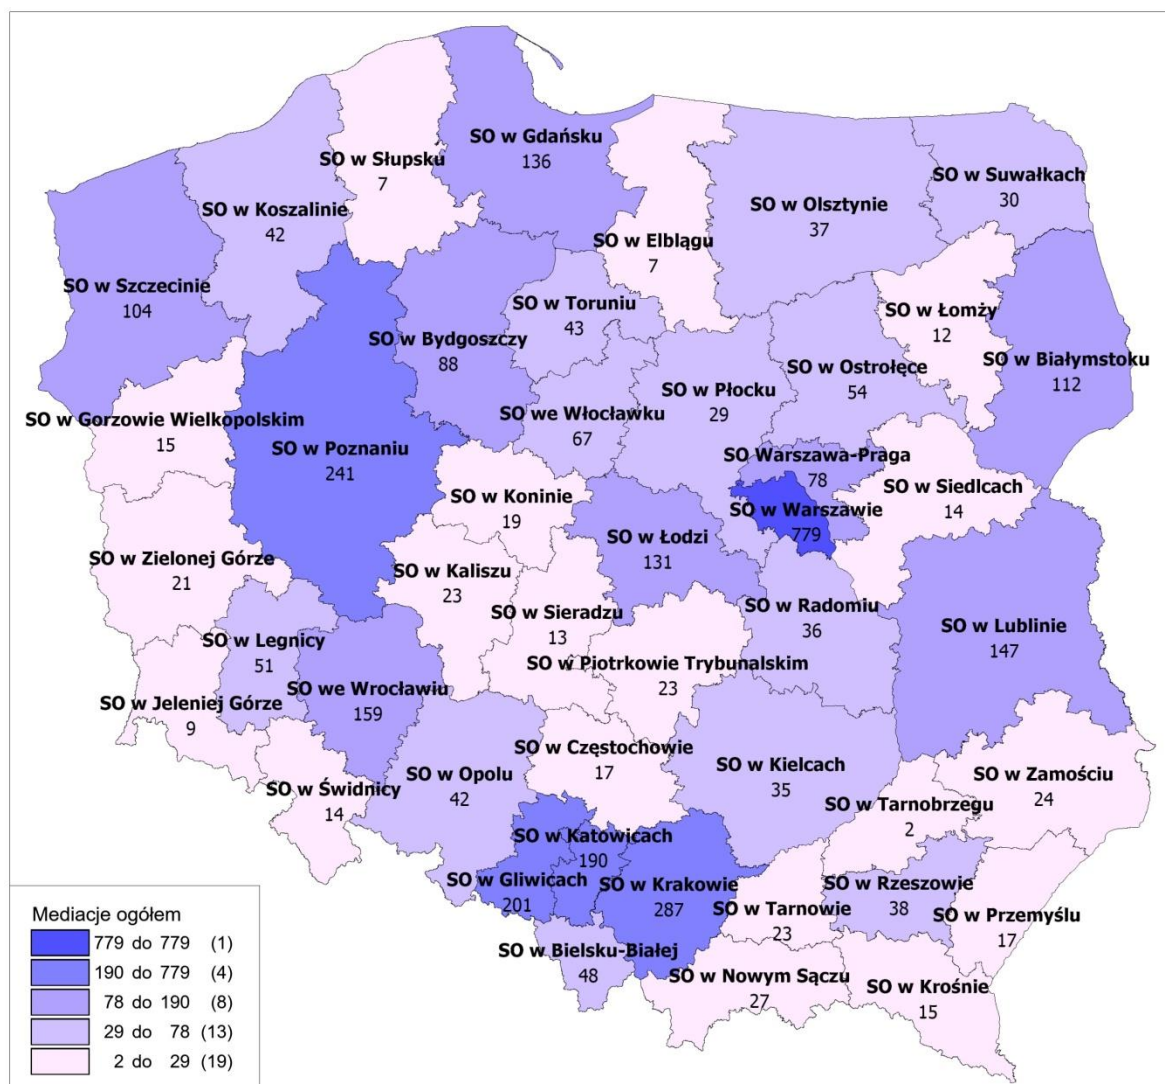 SO w Gdańsku
136
SO w Słupsku
7
SO w Suwałkach
30
SO w Koszalinie
42
SO w Olsztynie
37
SO w Elblągu
7
SO w Szczecinie
104
SO w Toruniu
43
SO w Łomży
12
SO w Bydgoszczy
88
SO w Białymstoku
112
SO w Ostrołęce
54
SO w Płocku
29
SO we Włocławku
67
SO w Gorzowie Wielkopolskim
15
SO w Poznaniu
241
SO Warszawa-Praga
78
SO w Siedlcach
14
SO w Koninie
19
SO w Warszawie
779
SO w Łodzi
131
SO w Zielonej Górze
21
SO w Kaliszu
23
SO w Sieradzu
13
SO w Radomiu
36
SO w Lublinie
147
SO w Legnicy
51
SO w Piotrkowie Trybunalskim
23
SO we Wrocławiu
159
SO w Jeleniej Górze
9
SO w Częstochowie
17
SO w Kielcach
35
SO w Opolu
42
SO w Zamościu
24
SO w Świdnicy
14
SO w Tarnobrzegu
2
SO w Katowicach
190
SO w Gliwicach
201
SO w Krakowie
287
SO w Rzeszowie
38
SO w Tarnowie
23
SO w Przemyślu
17
SO w Bielsku-Białej
48
SO w Nowym Sączu
27
SO w Krośnie
15
Mediacje ogółem
779 do 779 (1)
190 do 779 (4)
78 do 190 (8)
29 do 78 (13)
2 do 29 (19)